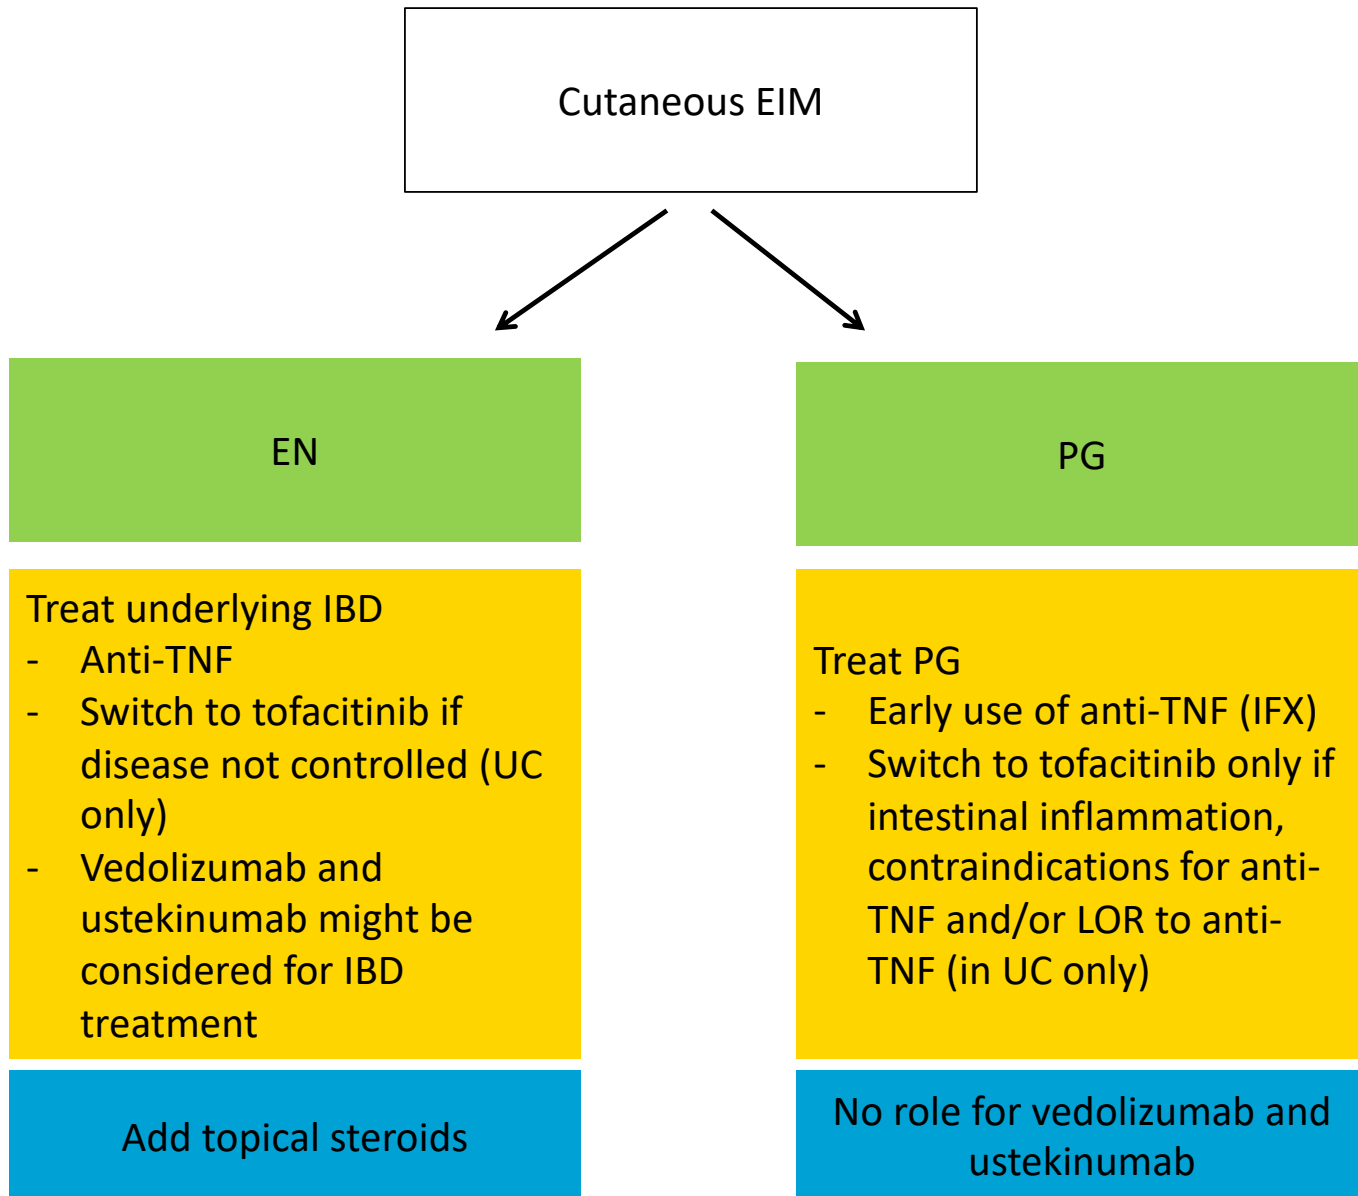 Cutaneous EIM
EN
PG
Treat underlying IBD
- Anti-TNF
- Switch to tofacitinib if
disease not controlled (UC
only)
- Vedolizumab and
ustekinumab might be
considered for IBD
treatment
Treat PG
- Early use of anti-TNF (IFX)
- Switch to tofacitinib only if
intestinal inflammation,
contraindications for anti-
TNF and/or LOR to anti-
TNF (in UC only)
Add topical steroids
No role for vedolizumab and
ustekinumab